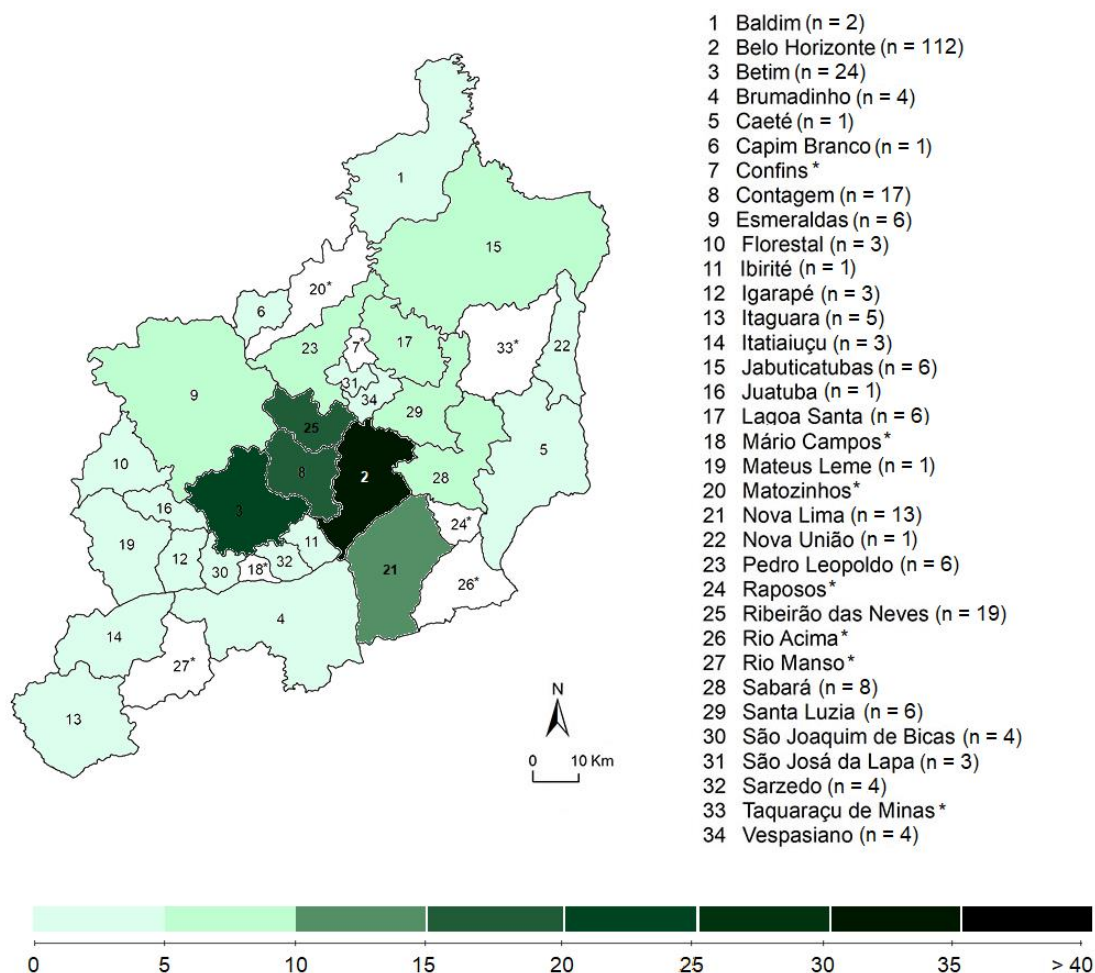 1 Baldim (n = 2)
2 Belo Horizonte (n = 112)
3 Betim (n = 24)
4 Brumadinho (n = 4)
5 Caeté (n = 1)
6 Capim Branco (n = 1)
7 Confins *
8 Contagem (n = 17)
9 Esmeraldas (n = 6)
10 Florestal (n = 3)
11 Ibirité (n = 1)
12 Igarapé (n = 3)
13 Itaguara (n = 5)
14 Itatiaiuçu (n = 3)
15 Jabuticatubas (n = 6)
16 Juatuba (n = 1)
17 Lagoa Santa (n = 6)
18 Mário Campos*
19 Mateus Leme (n = 1)
20 Matozinhos*
21 Nova Lima (n = 13)
22 Nova União (n = 1)
23 Pedro Leopoldo (n = 6)
24 Raposos*
25 Ribeirão das Neves (n = 19)
26 Rio Acima*
27 Rio Manso*
28 Sabará (n = 8)
29 Santa Luzia (n = 6)
30 São Joaquim de Bicas (n = 4)
31 São Josá da Lapa (n = 3)
32 Sarzedo (n = 4)
33 Taquaraçu de Minas *
34 Vespasiano (n = 4)
1
15
20*
6
23
7*
17
33*
22
31
34
9
29
25
5
10
8
2
28
16
3
24*
19
12
30
18*
32
11
21
26*
4
14
27*
13
N
0 10 Km
0 5 10 15 20 25 30 35 > 40